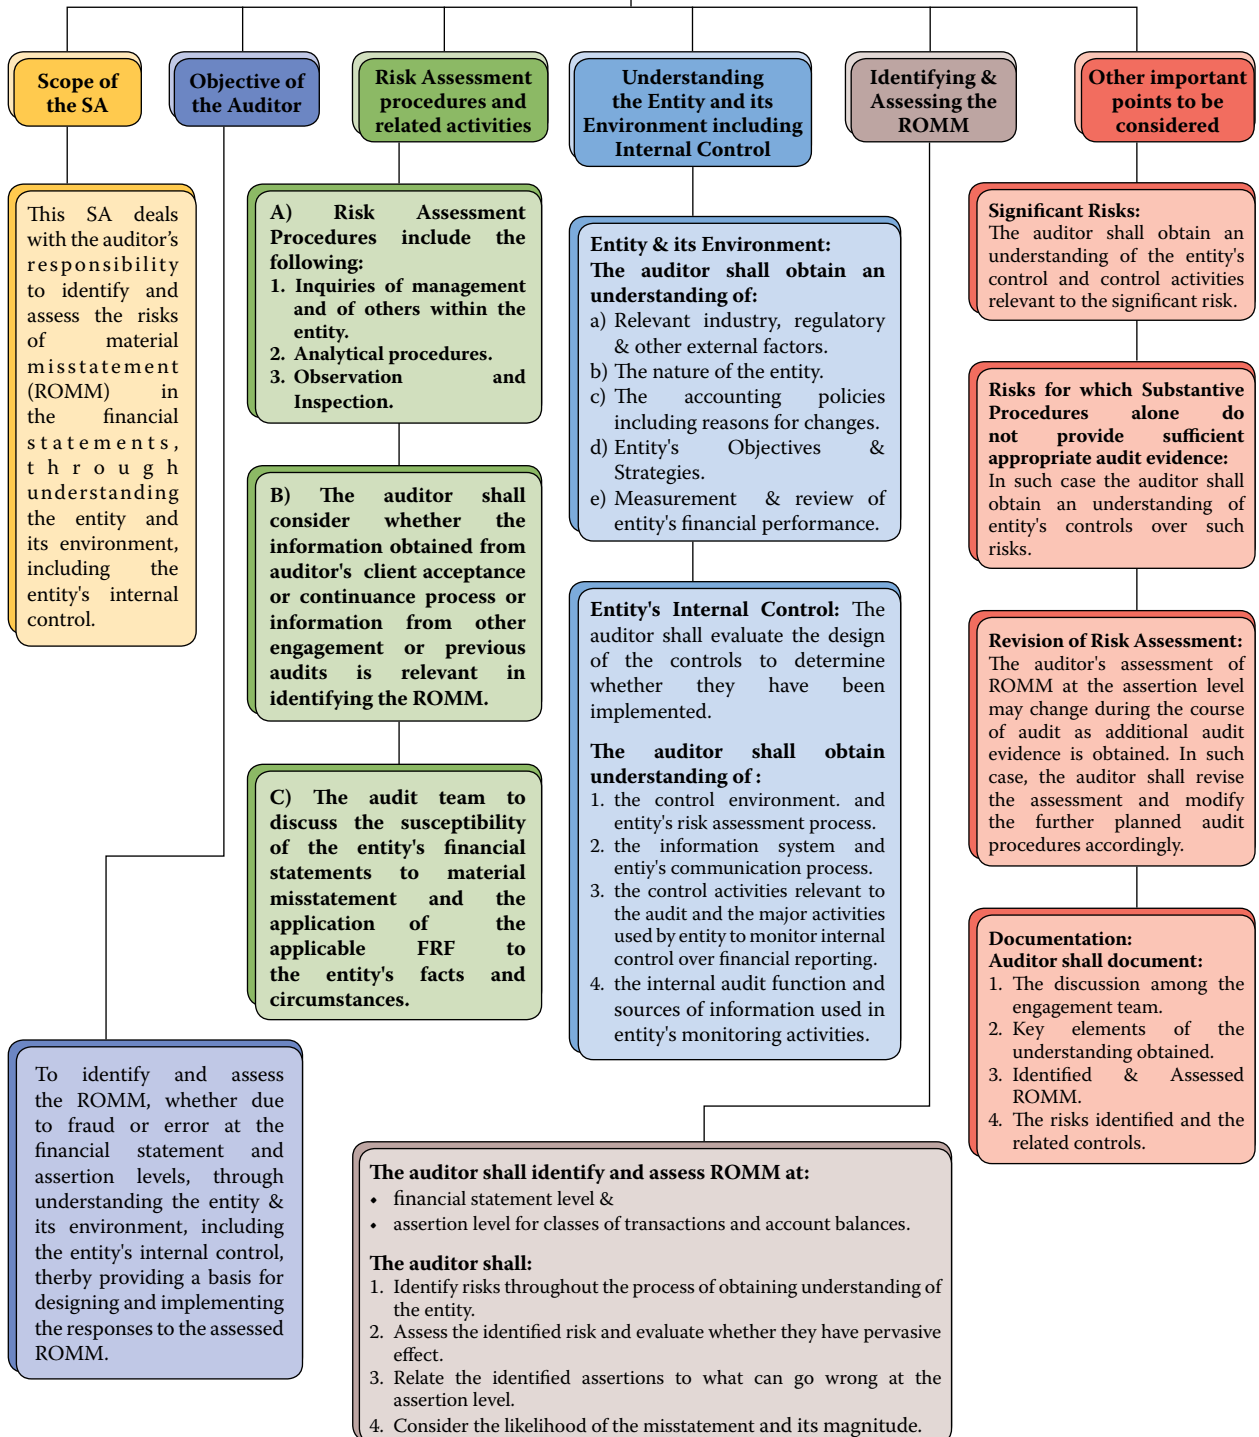 Scope of
the SA
This SA deals
with the auditor's
responsibility
to identify and
assess the risks
of material
misstatement
(ROMM) in
the financial
statements,
through
understanding
the entity and
its environment,
including the
entity's internal
control.
Objective of
the Auditor
To identify and assess
the ROMM, whether due
to fraud or error at the
financial statement and
assertion levels, through
understanding the entity &
its environment, including
the entity's internal control,
therby providing a basis for
designing and implementing
the responses to the assessed
ROMM.
Risk Assessment
procedures and
related activities
A) Risk Assessment
Procedures include the
following:
1. Inquiries of management
and of others within the
entity.
2. Analytical procedures.
3. Observation and
Inspection.
B) The auditor shall
consider whether the
information obtained from
auditor's client acceptance
or continuance process or
information from other
engagement or previous
audits is relevant in
identifying the ROMM.
C) The audit team to
discuss the susceptibility
of the entity's financial
statements to material
misstatement and the
application of the
applicable FRF to
the entity's facts and
circumstances.
Understanding
the Entity and its
Environment including
Internal Control
Entity & its Environment:
The auditor shall obtain an
understanding of:
a) Relevant industry, regulatory
& other external factors.
b) The nature of the entity.
c) The accounting policies
including reasons for changes.
d) Entity's Objectives &
Strategies.
e) Measurement & review of
entity's financial performance.
Entity's Internal Control: The
auditor shall evaluate the design
of the controls to determine
whether they have been
implemented.
The auditor shall obtain
understanding of :
1. the control environment. and
entity's risk assessment process.
2. the information system and
entiy's communication process.
3. the control activities relevant to
the audit and the major activities
used by entity to monitor internal
control over financial reporting.
4. the internal audit function and
sources of information used in
entity's monitoring activities.
Identifying &
Assessing the
ROMM
The auditor shall identify and assess ROMM at:
• financial statement level &
• assertion level for classes of transactions and account balances.
The auditor shall:
1. Identify risks throughout the process of obtaining understanding of
the entity.
2. Assess the identified risk and evaluate whether they have pervasive
effect.
3. Relate the identified assertions to what can go wrong at the
assertion level.
4. Consider the likelihood of the misstatement and its magnitude.
Other important
points to be
considered
Significant Risks:
The auditor shall obtain an
understanding of the entity's
control and control activities
relevant to the significant risk.
Risks for which Substantive
Procedures alone do
not provide sufficient
appropriate audit evidence:
In such case the auditor shall
obtain an understanding of
entity's controls over such
risks.
Revision of Risk Assessment:
The auditor's assessment of
ROMM at the assertion level
may change during the course
of audit as additional audit
evidence is obtained. In such
case, the auditor shall revise
the assessment and modify
the further planned audit
procedures accordingly.
Documentation:
Auditor shall document:
1. The discussion among the
engagement team.
2. Key elements of the
understanding obtained.
3. Identified & Assessed
ROMM.
4. The risks identified and the
related controls.